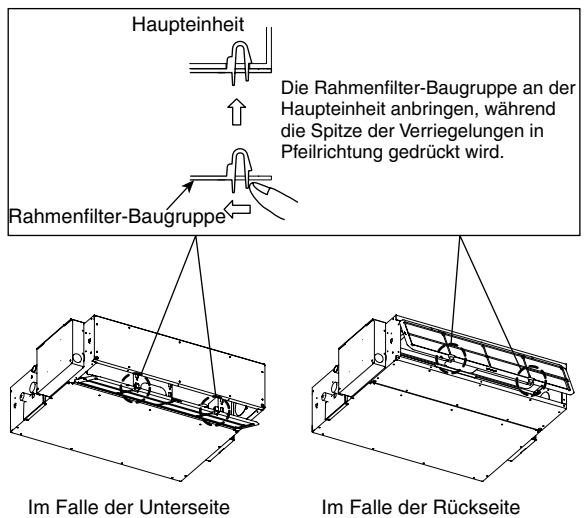 Haupteinheit
Die Rahmenfilter-Baugruppe an der
Haupteinheit anbringen, während
die Spitze der Verriegelungen in
Pfeilrichtung gedrückt wird.
Rahmenfilter-Baugruppe
Im Falle der Unterseite
Im Falle der Rückseite